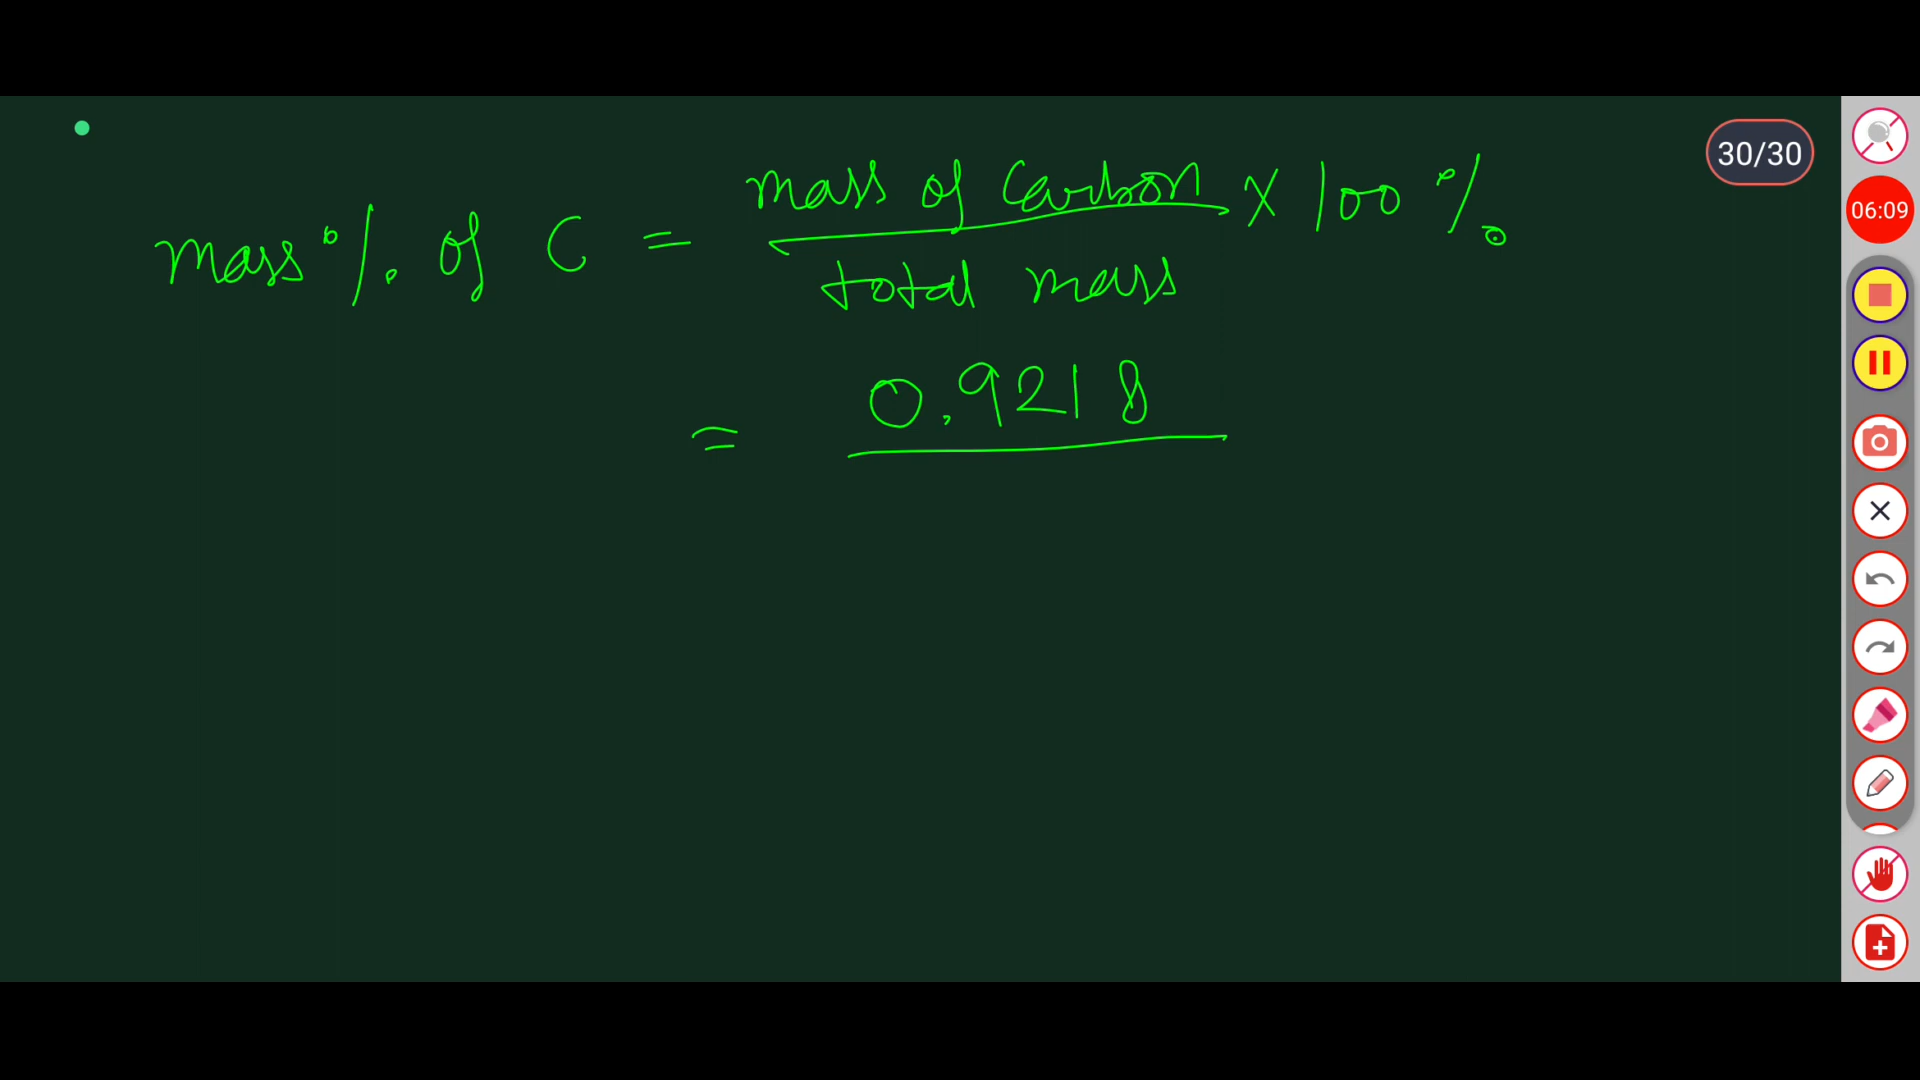 30/30
06:09
mass % of C = mass of carbon / total mass × 100 %
= 0.9218